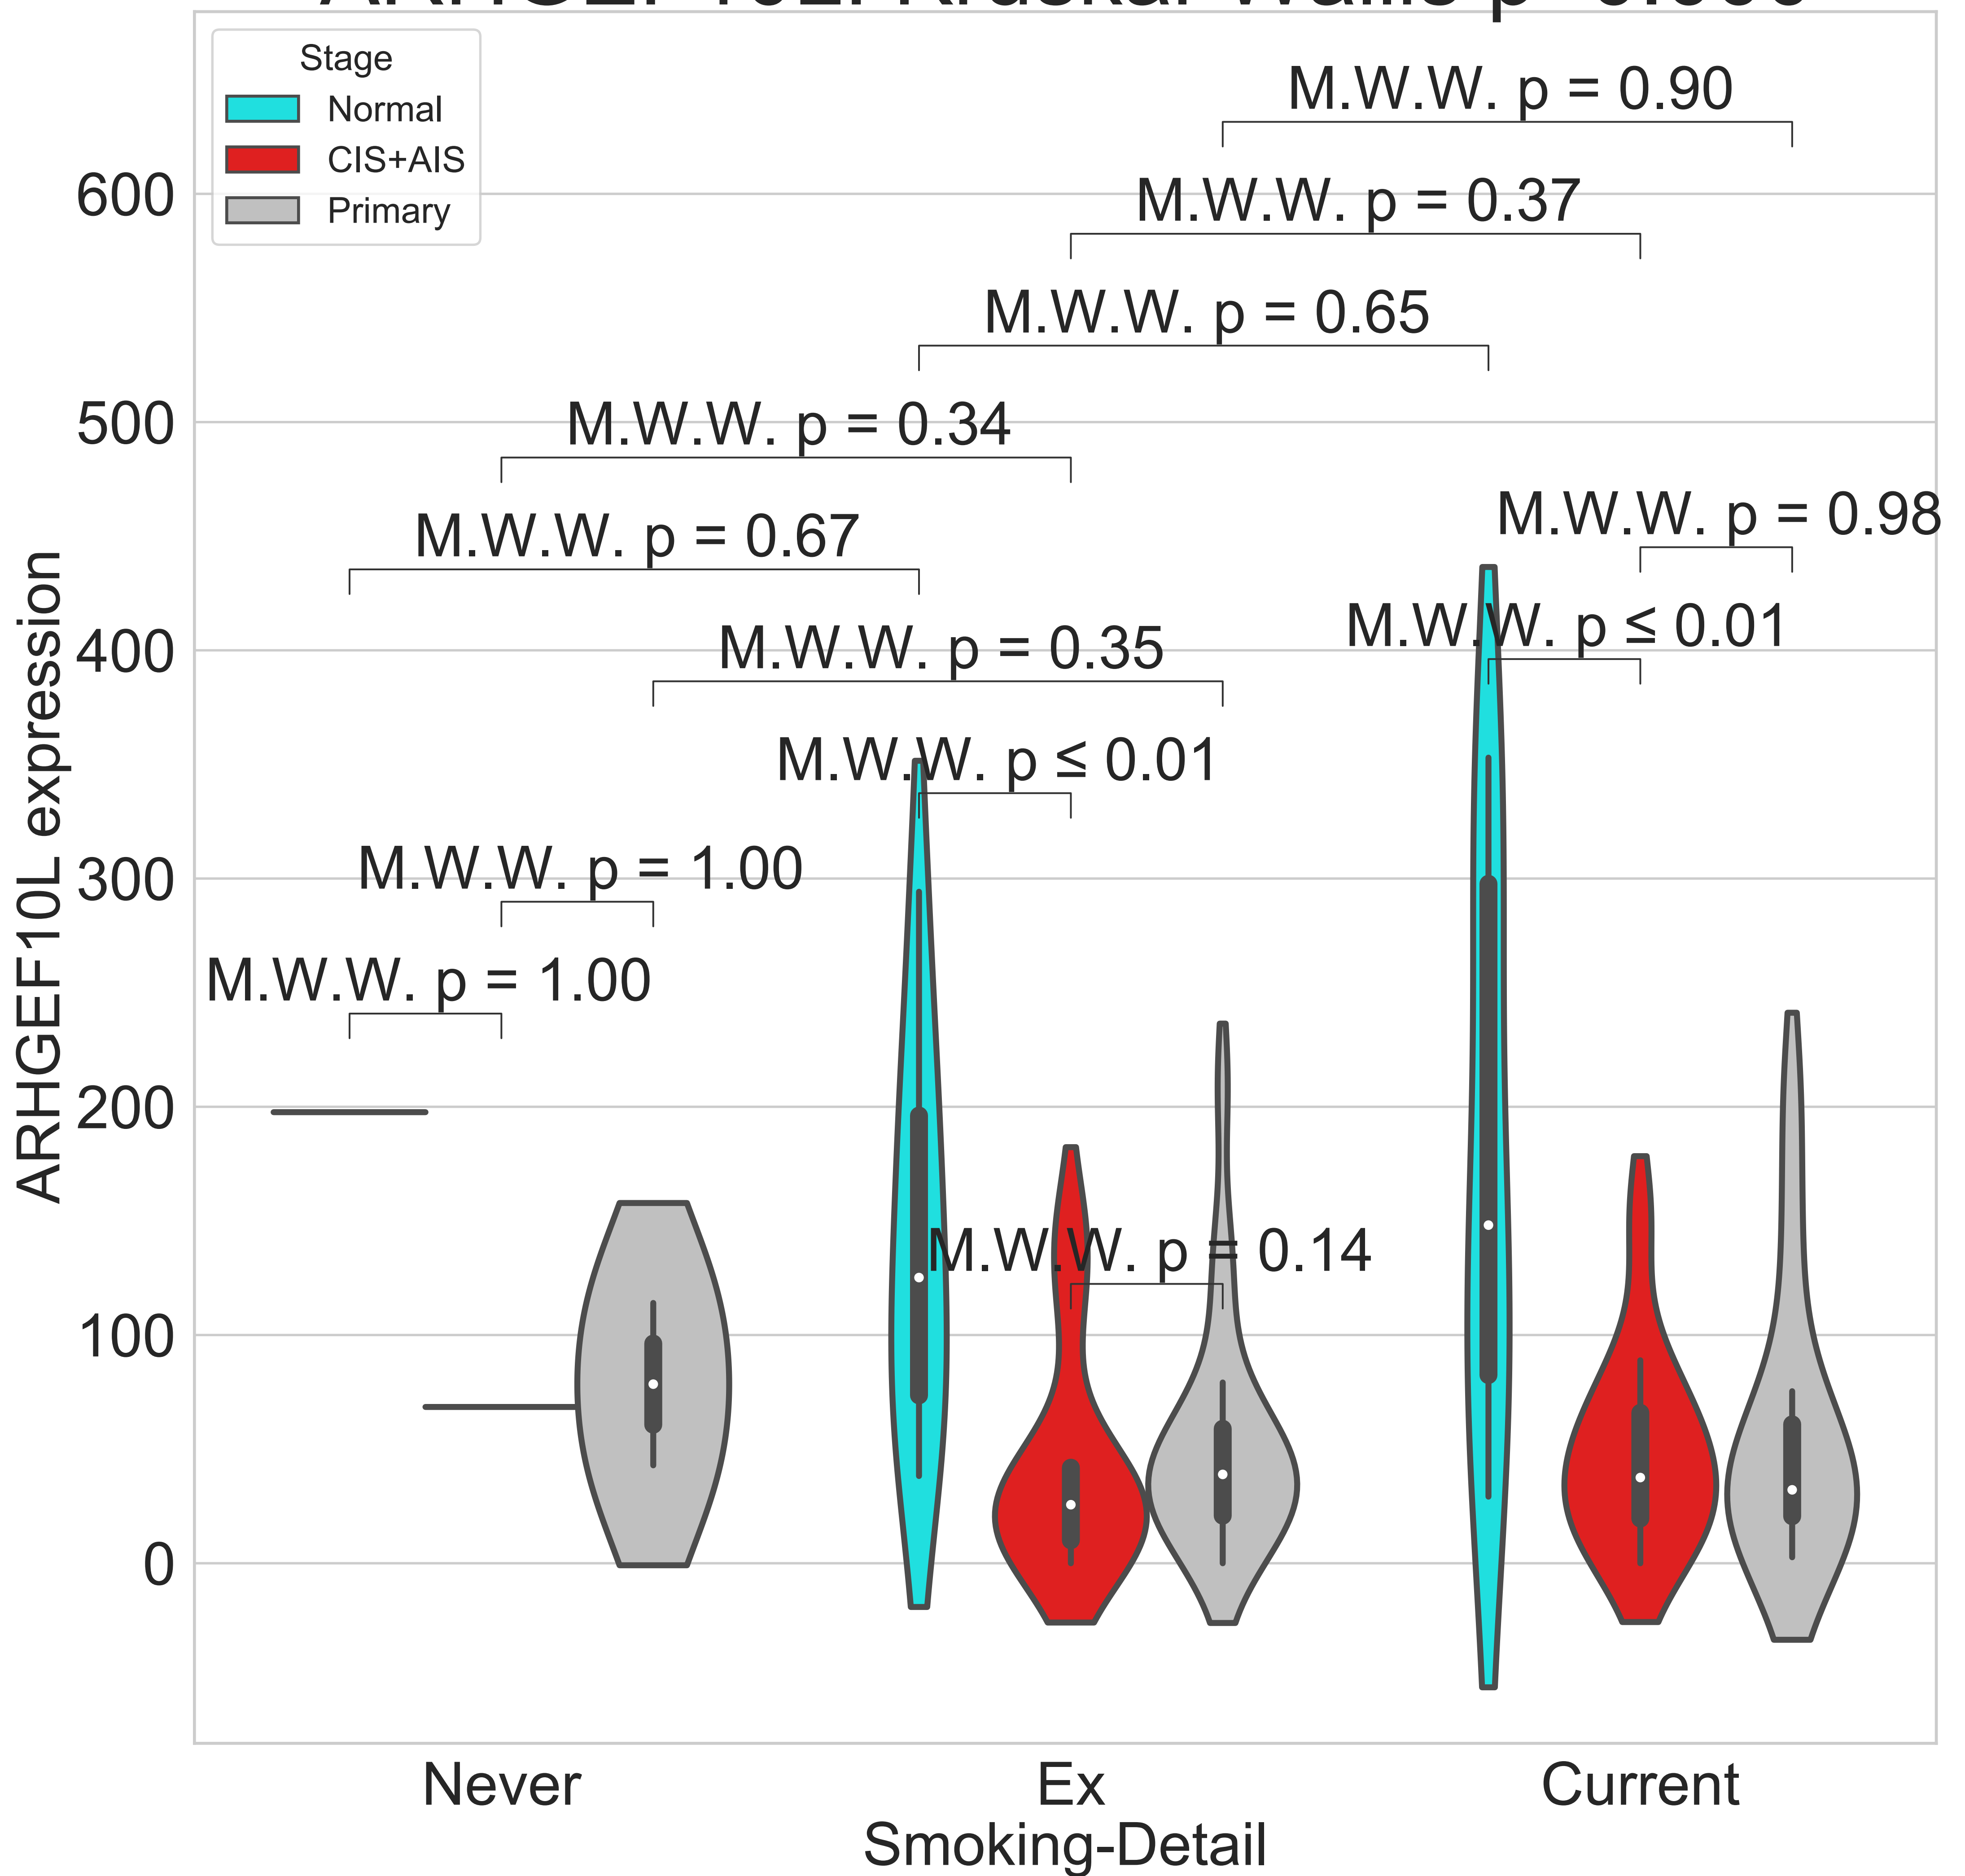 Stage
Normal
CIS+AIS
Primary
M.W.W. p = 0.90
M.W.W. p = 0.37
M.W.W. p = 0.65
M.W.W. p = 0.34
M.W.W. p = 0.98
M.W.W. p = 0.67
M.W.W. p ≤ 0.01
M.W.W. p = 0.35
M.W.W. p ≤ 0.01
M.W.W. p = 1.00
M.W.W. p = 1.00
M.W.W. p = 0.14
ARHGEF10L expression
600
500
400
300
200
100
0
Never
Ex
Current
Smoking-Detail